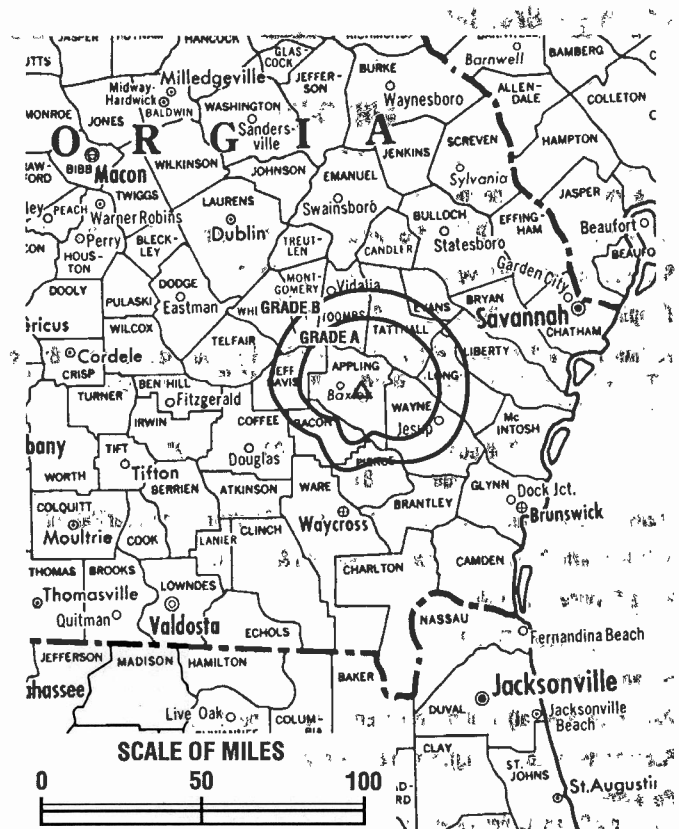 JASPER
HANCOCK
GLAS-
COCK
JEFFER-
SON
BURKE
Barnwell
BAMBERG
Milledgeville
Midway-
Hardwick
BALDWIN
WASHINGTON
Sanders-
ville
Waynesboro
ALLEN-
DALE
COLLETON
MONROE
JONES
O R G I A
SCREVEN
HAMPTON
JENKINS
BIBB
Macon
WILKINSON
JOHNSON
EMANUEL
Sylvania
JASPER
TWIGGS
LAURENS
Swainsboro
BULLOCH
EFFING-
HAM
Beaufort
PEACH
Warner Robins
Dublin
Statesboro
Perry
BLECK-
LEY
TREUT-
LEN
CANDLER
HOUS-
TON
Garden City
DOOLY
PULASKI
DODGE
Eastman
MONT-
GOMERY
Vidalia
GRADE B
TOOMBS
EVANS
BRYAN
Savannah
CHATHAM
WILCOX
TELFAIR
GRADE A
TATTNALL
LIBERTY
Cordele
CRISP
JEFF
DAVIS
APPLING
Baxley
LONG
TURNER
BEN HILL
Fitzgerald
WAYNE
Jesup
Mc
INTOSH
IRWIN
COFFEE
BACON
TIFT
Tifton
Douglas
PIERCE
WORTH
BERRIEN
ATKINSON
WARE
BRANTLEY
GLYNN
Dock Jct.
Brunswick
COLQUITT
Moultrie
COOK
LANIER
CLINCH
Waycross
THOMAS
BROOKS
LOWNDES
CHARLTON
CAMDEN
Thomasville
Quitman
Valdosta
ECHOLS
NASSAU
Fernandina Beach
JEFFERSON
MADISON
HAMILTON
BAKER
Jacksonville
Live Oak
COLUM-
BIA
DUVAL
Jacksonville
Beach
CLAY
ST.
JOHNS
SCALE OF MILES
0 50 100